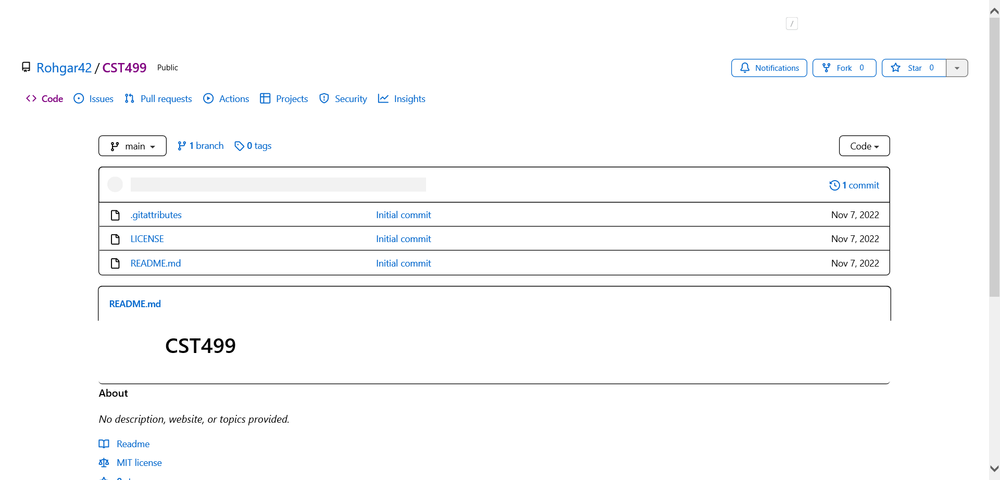 /
Rohgar42 / CST499 Public
Notifications Fork 0 Star 0
Code Issues Pull requests Actions Projects Security Insights
main 1 branch 0 tags Code
1 commit
.gitattributes Initial commit Nov 7, 2022
LICENSE Initial commit Nov 7, 2022
README.md Initial commit Nov 7, 2022
README.md
CST499
About
No description, website, or topics provided.
Readme
MIT license